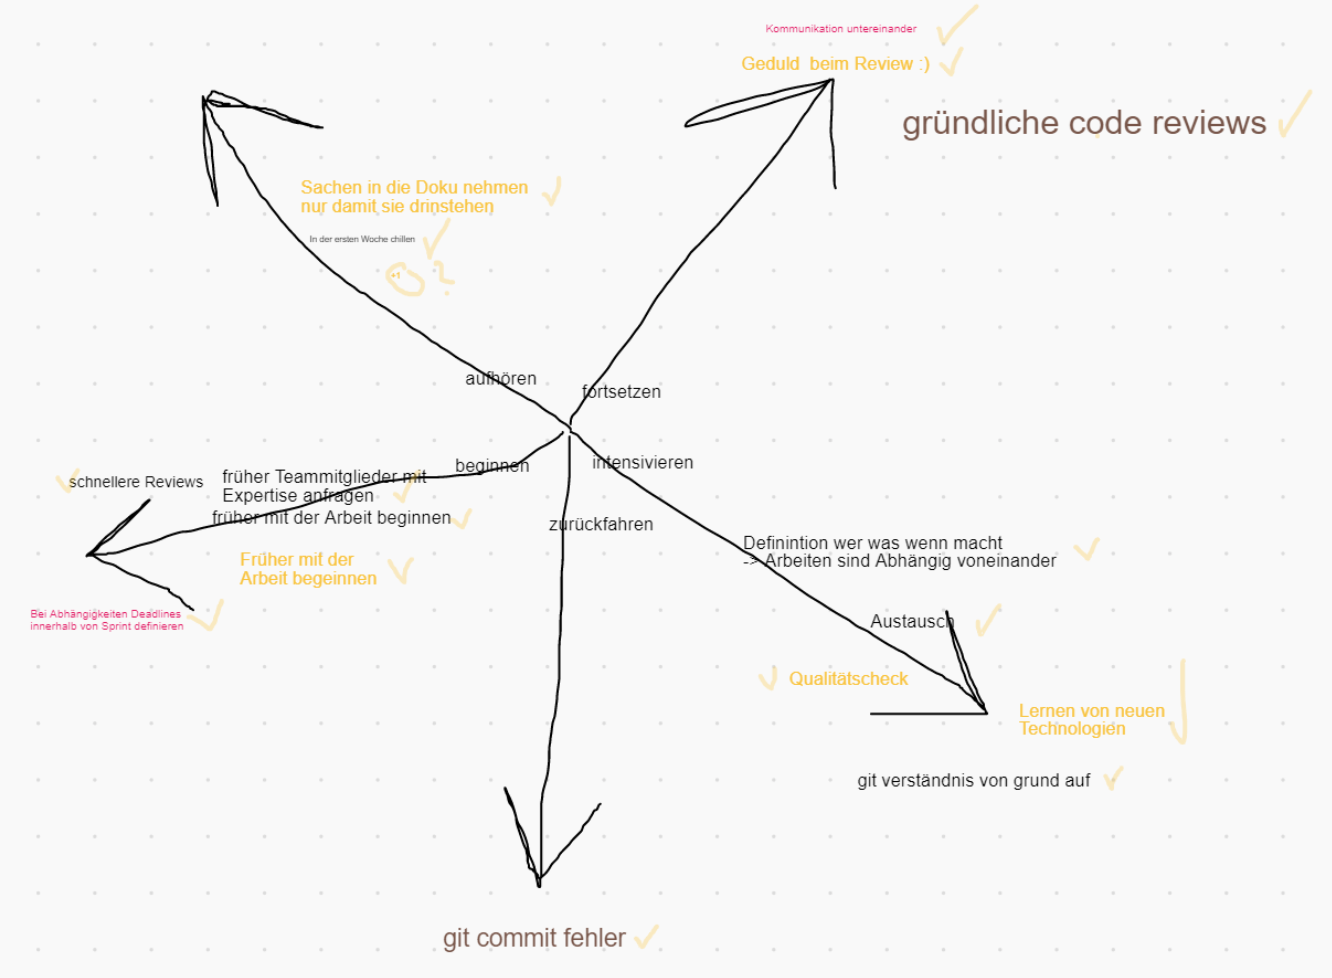 Kommunikation untereinander
Geduld beim Review :)
gründliche code reviews
Sachen in die Doku nehmen
nur damit sie drinstehen
In der ersten Woche chillen
+1
?
aufhören
fortsetzen
beginnen
intensivieren
zurückfahren
schnellere Reviews
früher Teammitglieder mit
Expertise anfragen
früher mit der Arbeit beginnen
Früher mit der
Arbeit begeinnen
Bei Abhängigkeiten Deadlines
innerhalb von Sprint definieren
Definintion wer was wenn macht
-> Arbeiten sind Abhängig voneinander
Austausch
Qualitätscheck
Lernen von neuen
Technologien
git verständnis von grund auf
git commit fehler